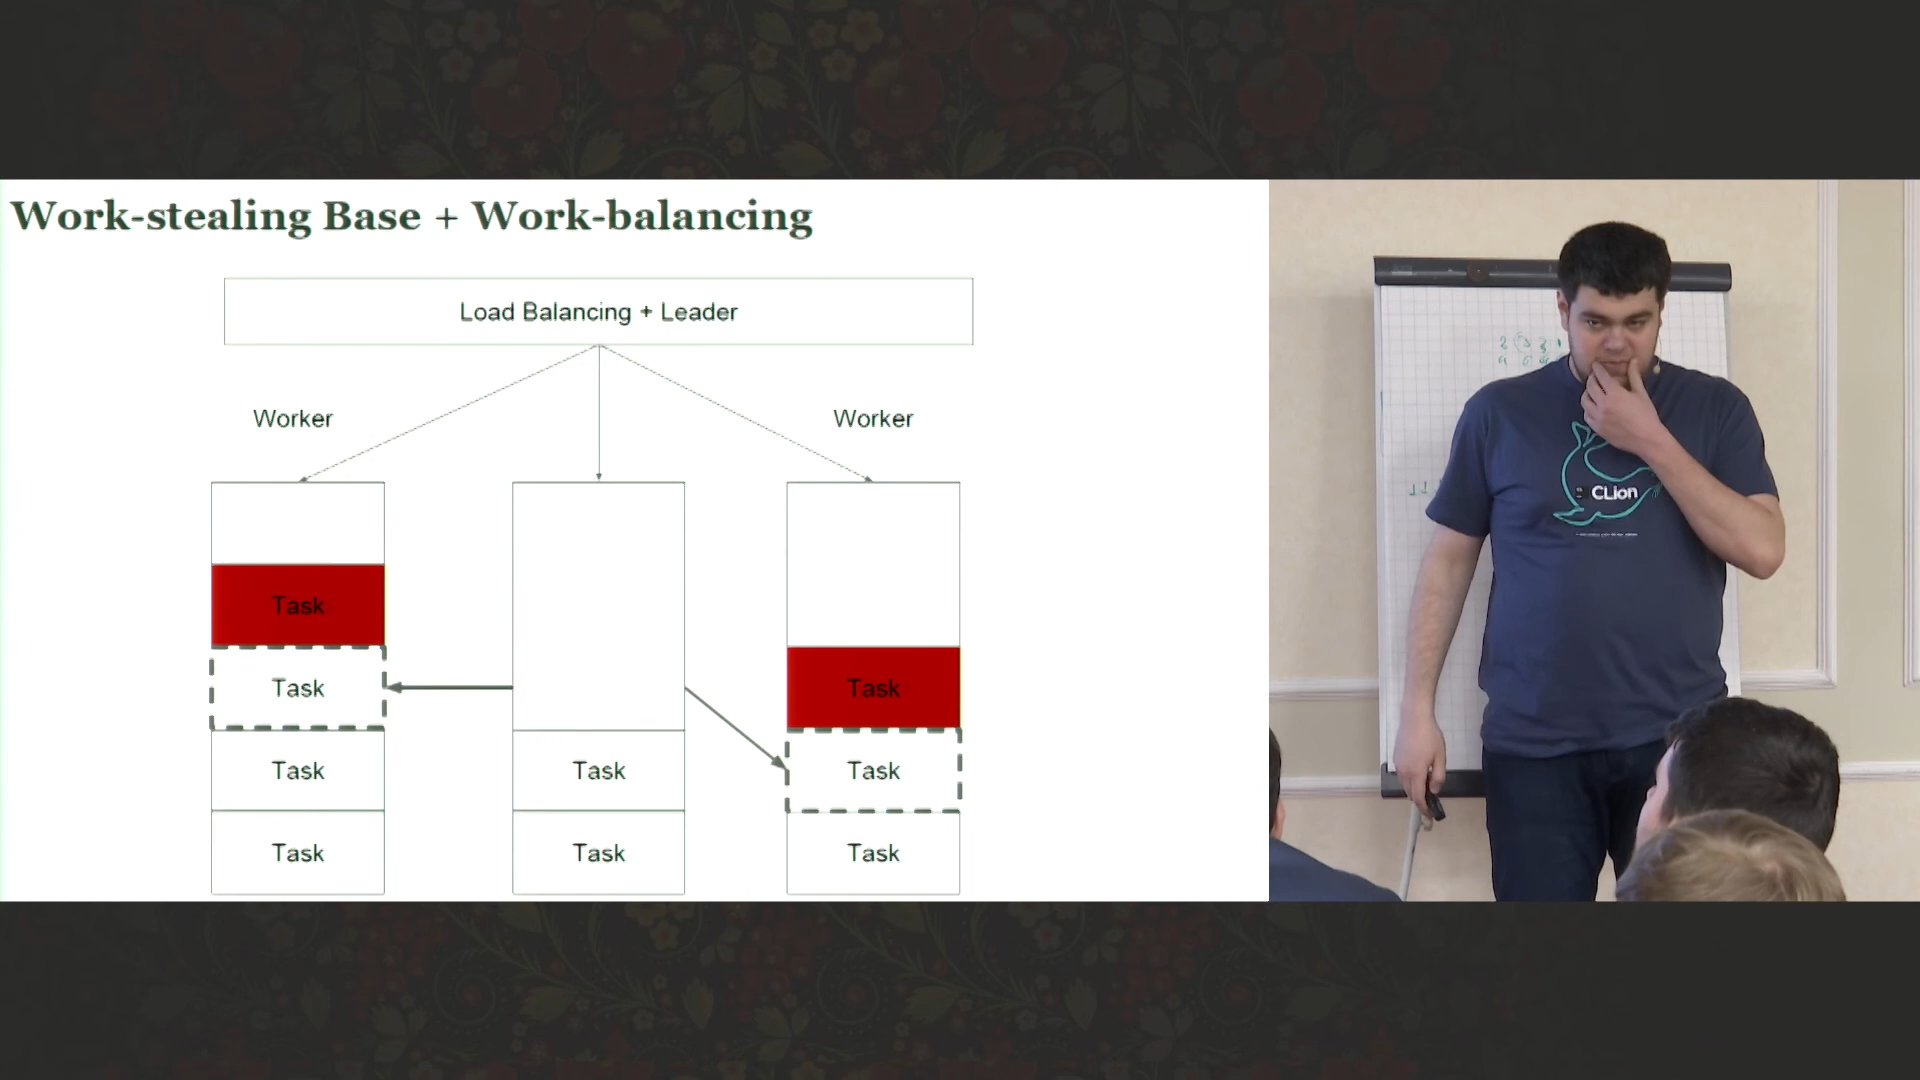 Work-stealing Base + Work-balancing
Load Balancing + Leader
Worker
Worker
Task
Task
Task
Task
Task
Task
Task
Task
Task
CLion